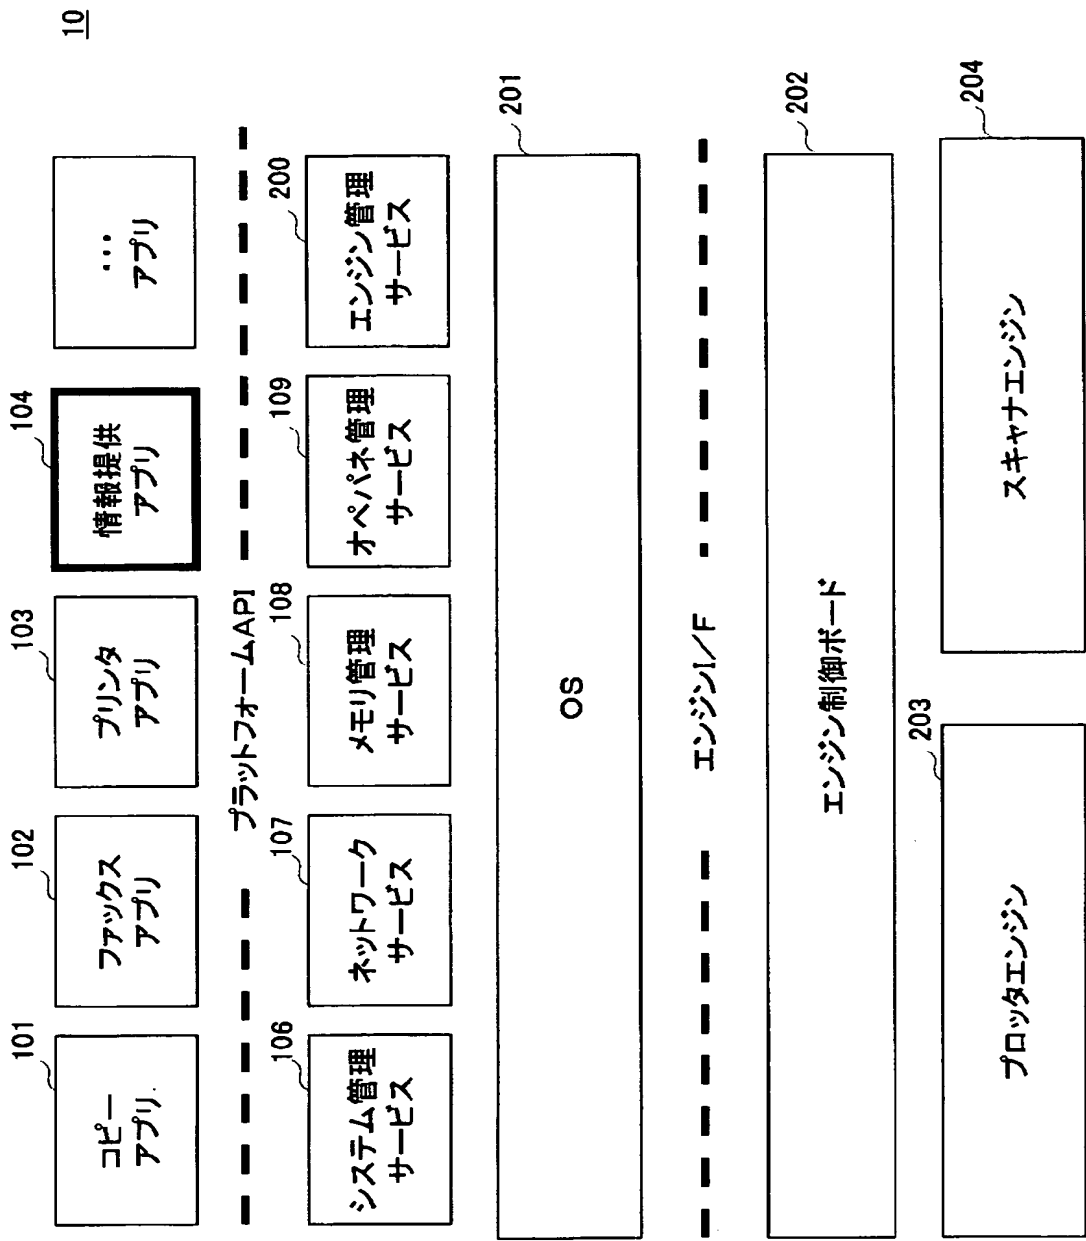 10
101
コピー
アプリ
102
ファックス
アプリ
103
プリンタ
アプリ
104
情報提供
アプリ
・・・
アプリ
プラットフォームAPI
106
システム管理
サービス
107
ネットワーク
サービス
108
メモリ管理
サービス
109
オペパネ管理
サービス
200
エンジン管理
サービス
201
OS
エンジンI/F
202
エンジン制御ボード
203
プロッタエンジン
204
スキャナエンジン